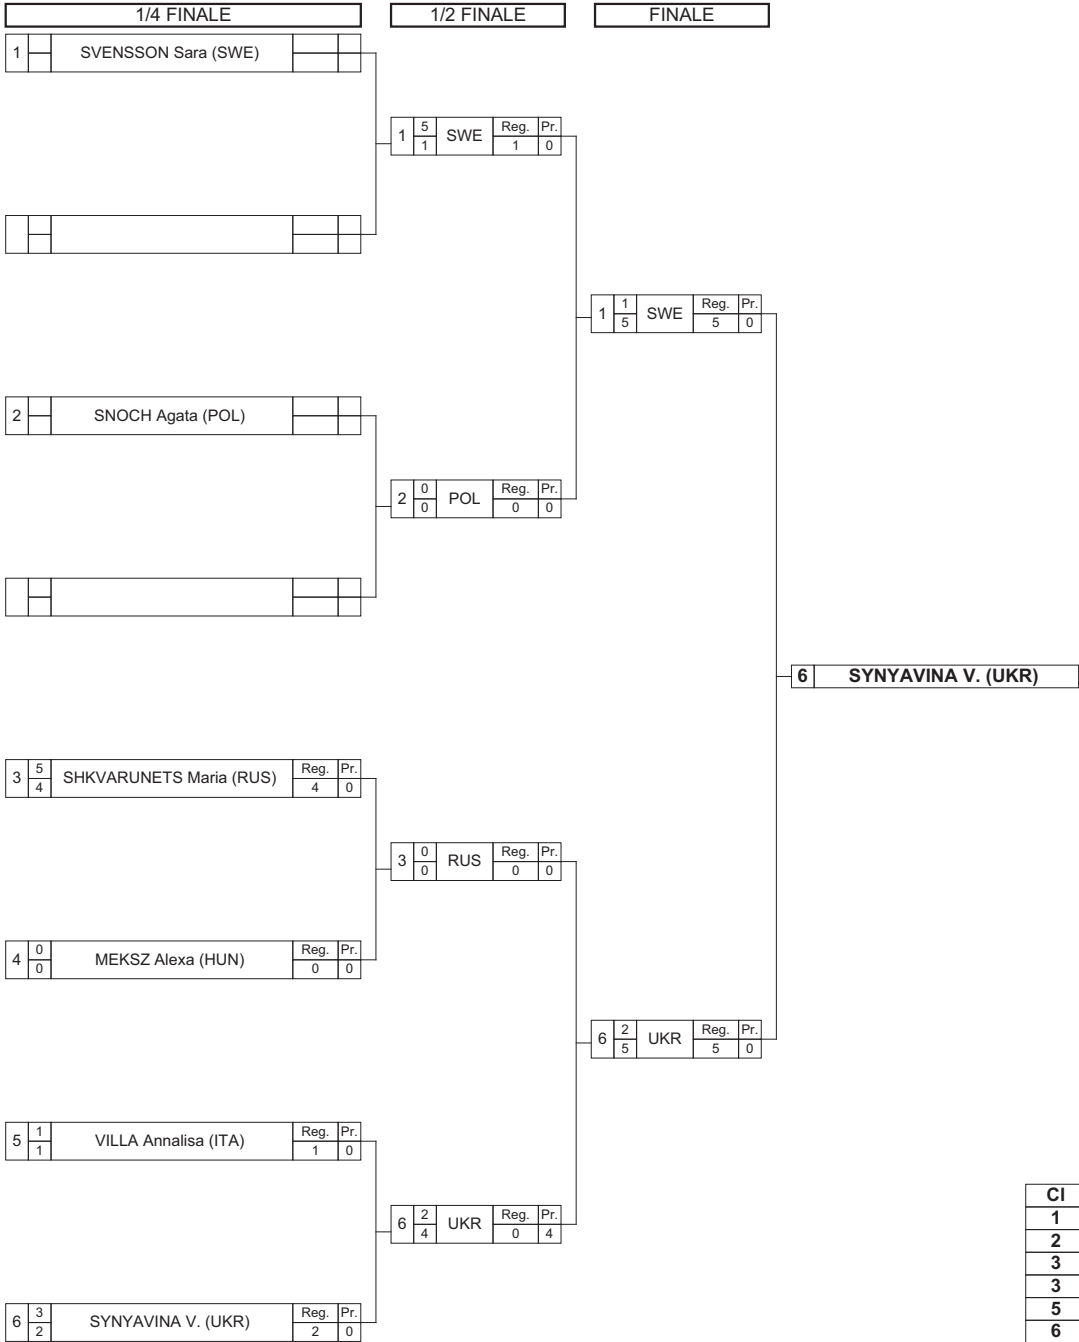 1/4 FINALE 1/2 FINALE FINALE
1 SVENSSON Sara (SWE)
1 5 1 SWE Reg. Pr. 1 0
1 1 5 SWE Reg. Pr. 5 0
2 SNOCH Agata (POL)
2 0 0 POL Reg. Pr. 0 0
6 SYNYAVINA V. (UKR)
3 5 4 SHKVARUNETS Maria (RUS) Reg. Pr. 4 0
3 0 0 RUS Reg. Pr. 0 0
4 0 0 MEKSZ Alexa (HUN) Reg. Pr. 0 0
6 2 5 UKR Reg. Pr. 5 0
5 1 1 VILLA Annalisa (ITA) Reg. Pr. 1 0
6 2 4 UKR Reg. Pr. 0 4
6 3 2 SYNYAVINA V. (UKR) Reg. Pr. 2 0
Cl
1
2
3
3
5
6